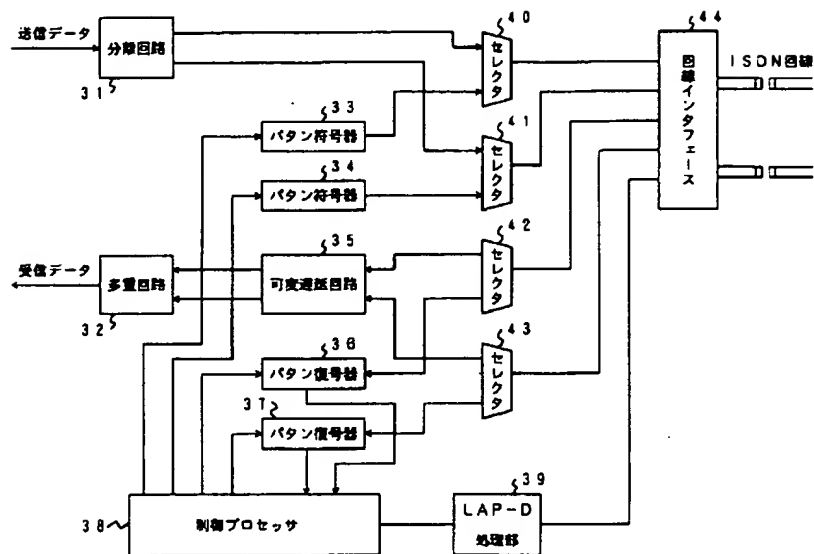 送信データ
分離回路
31
40
セレクタ
44
回線インタフェース
ISDN回線
33
パタン符号器
41
セレクタ
34
パタン符号器
42
セレクタ
35
受信データ
多重回路
可変遅延回路
32
43
セレクタ
36
パタン復号器
37
パタン復号器
39
38
制御プロセッサ
LAP-D
処理部